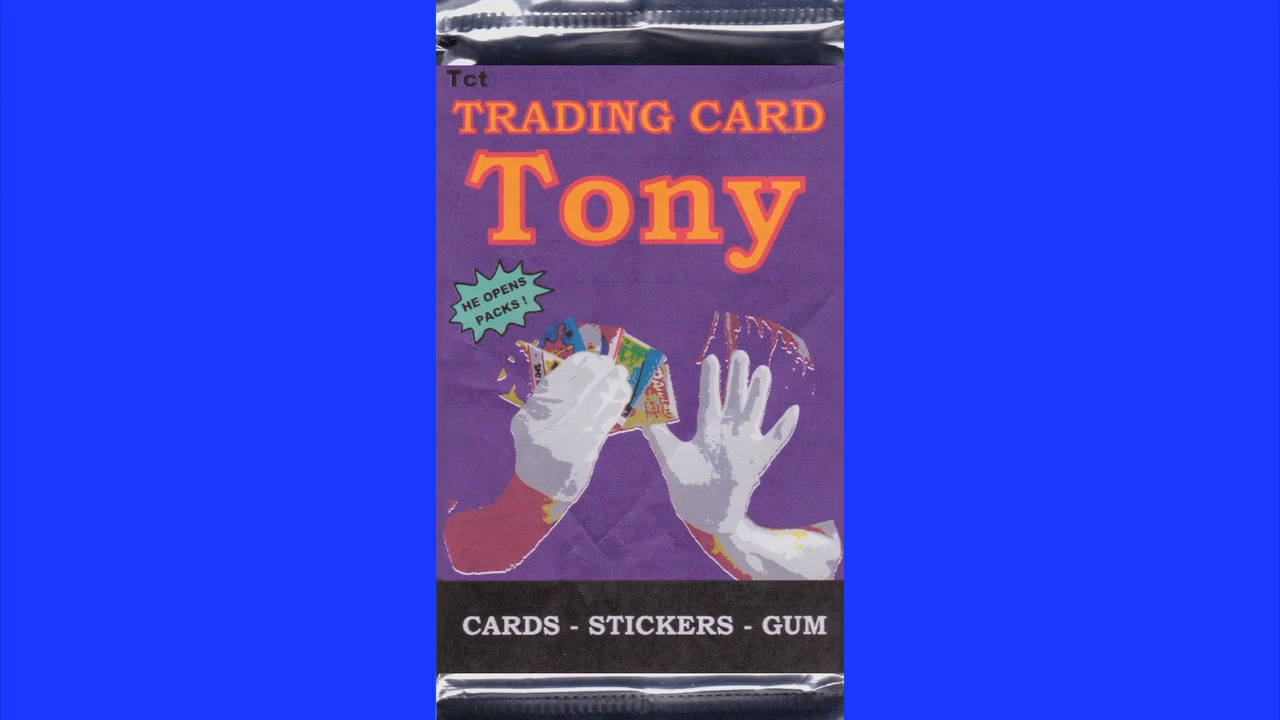 Tct
TRADING CARD
Tony
HE OPENS
PACKS !
CARDS - STICKERS - GUM